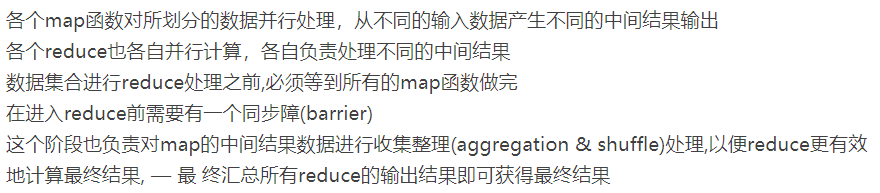 各个map函数对所划分的数据并行处理，从不同的输入数据产生不同的中间结果输出
各个reduce也各自并行计算，各自负责处理不同的中间结果
数据集合进行reduce处理之前,必须等到所有的map函数做完
在进入reduce前需要有一个同步障(barrier)
这个阶段也负责对map的中间结果数据进行收集整理(aggregation & shuffle)处理,以便reduce更有效
地计算最终结果, — 最 终汇总所有reduce的输出结果即可获得最终结果